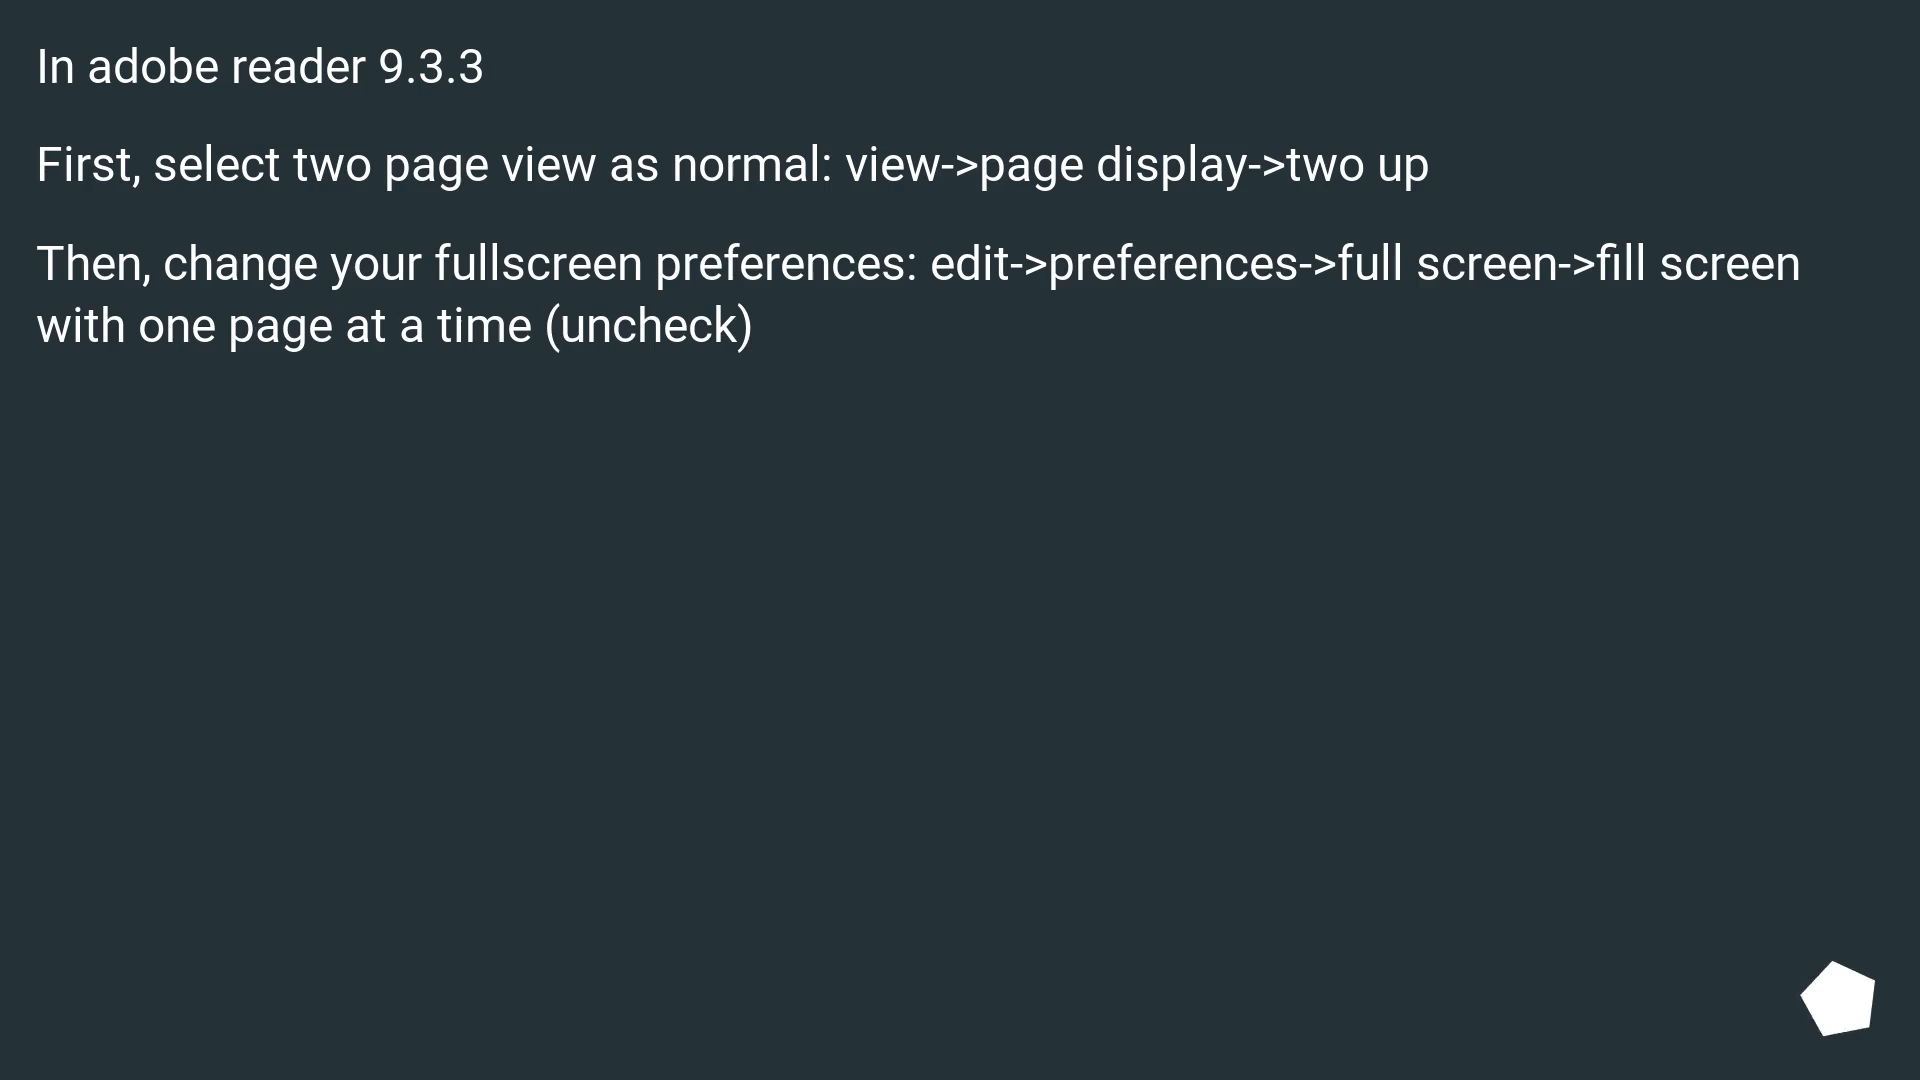 In adobe reader 9.3.3
First, select two page view as normal: view->page display->two up
Then, change your fullscreen preferences: edit->preferences->full screen->fill screen
with one page at a time (uncheck)